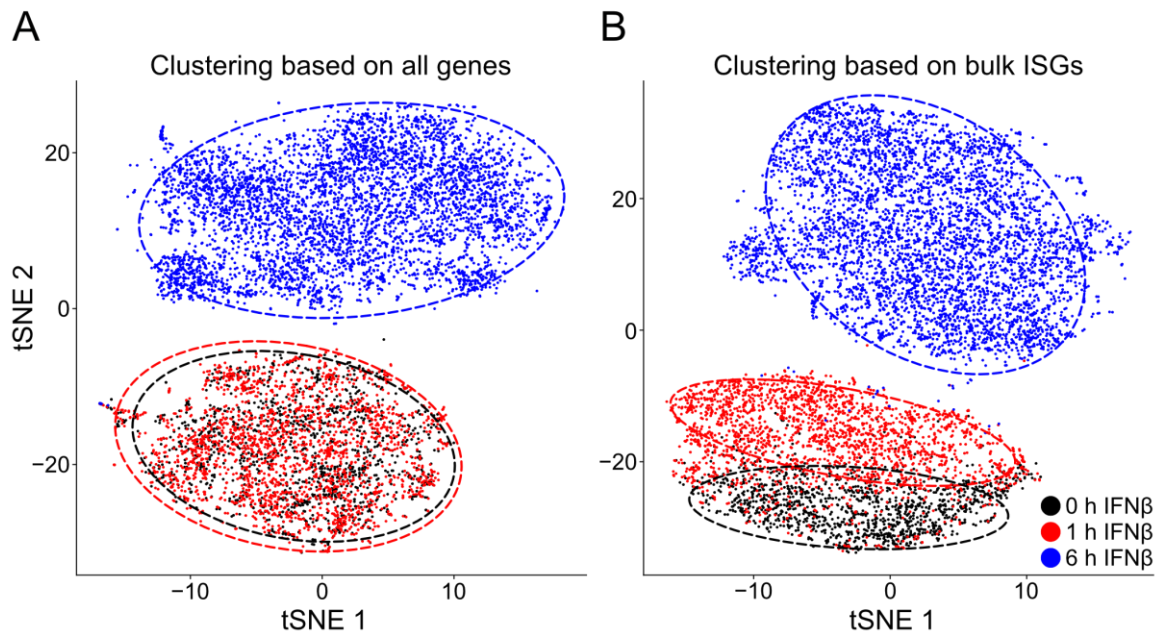 A
Clustering based on all genes
tSNE 2
20
0
−20
−10
0
10
tSNE 1
B
Clustering based on bulk ISGs
20
0
−20
−10
0
10
tSNE 1
0 h IFNβ
1 h IFNβ
6 h IFNβ